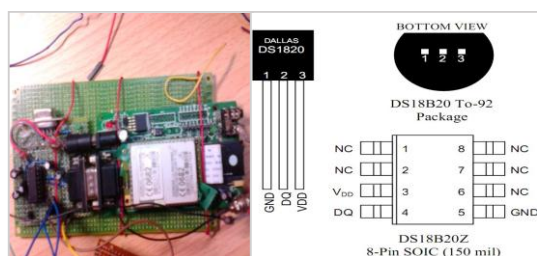 DALLAS
DS1820
1 2 3
GND DQ VDD
BOTTOM VIEW
1 2 3
DS18B20 To-92
Package
NC 1 8 NC
NC 2 7 NC
VDD 3 6 NC
DQ 4 5 GND
DS18B20Z
8-Pin SOIC (150 mil)